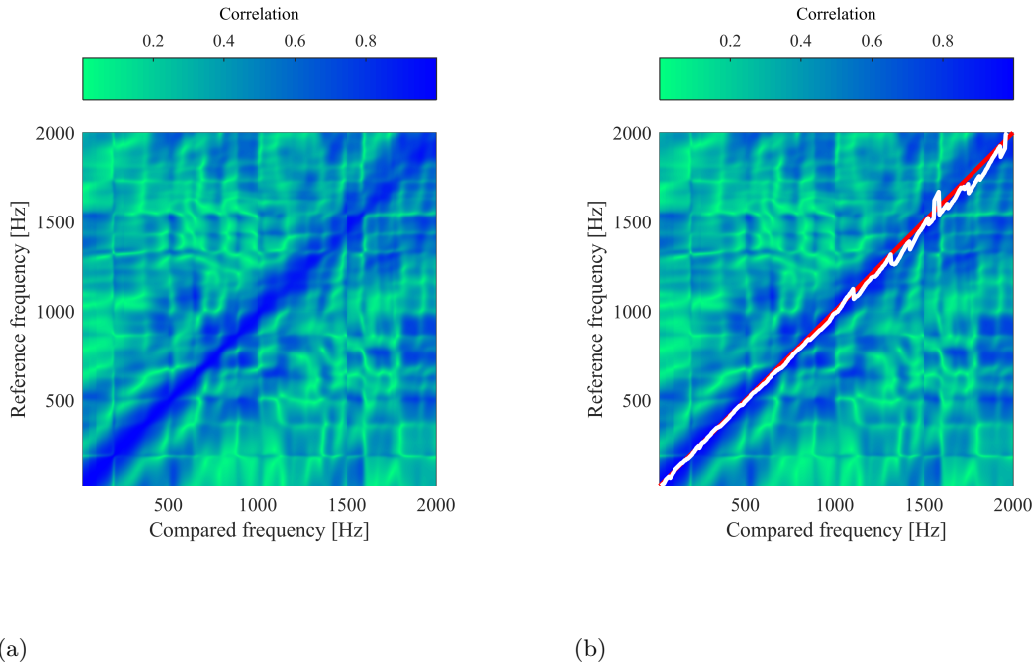 Correlation
0.2 0.4 0.6 0.8
2000
1500
1000
500
Reference frequency [Hz]
500 1000 1500 2000
Compared frequency [Hz]
(a)
Correlation
0.2 0.4 0.6 0.8
2000
1500
1000
500
Reference frequency [Hz]
500 1000 1500 2000
Compared frequency [Hz]
(b)